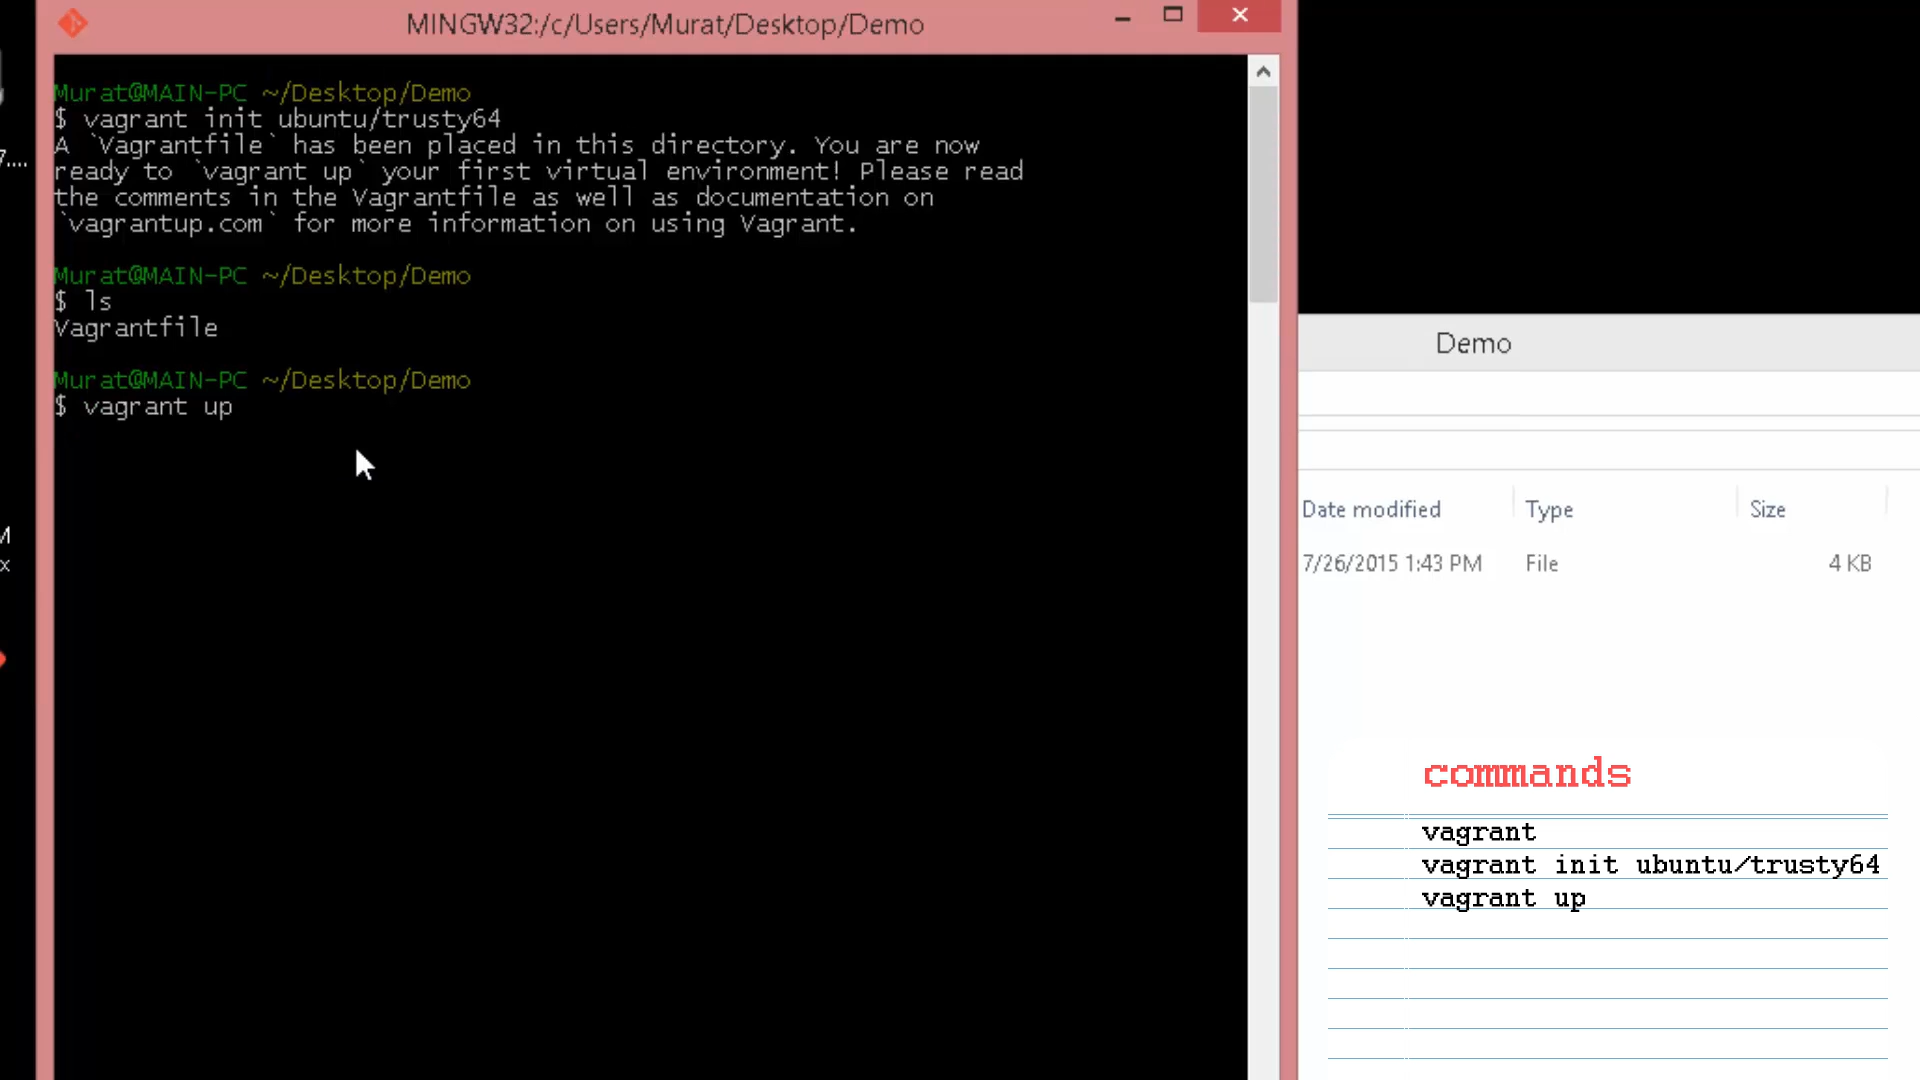 MINGW32:/c/Users/Murat/Desktop/Demo
Murat@MAIN-PC ~/Desktop/Demo
$ vagrant init ubuntu/trusty64
A `Vagrantfile` has been placed in this directory. You are now
ready to `vagrant up` your first virtual environment! Please read
the comments in the Vagrantfile as well as documentation on
`vagrantup.com` for more information on using Vagrant.
Murat@MAIN-PC ~/Desktop/Demo
$ ls
Vagrantfile
Murat@MAIN-PC ~/Desktop/Demo
$ vagrant up
7....
M
x
Demo
Date modified Type Size
7/26/2015 1:43 PM File 4 KB
commands
vagrant
vagrant init ubuntu/trusty64
vagrant up